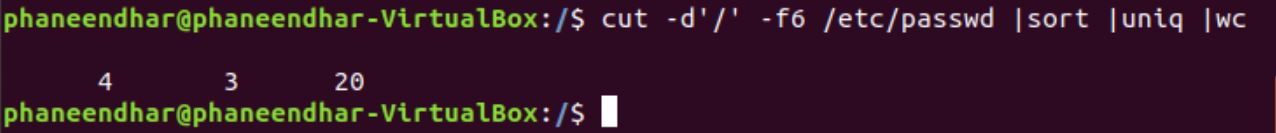 phaneendhar@phaneendhar-VirtualBox:/$ cut -d'/' -f6 /etc/passwd |sort |uniq |wc
4 3 20
phaneendhar@phaneendhar-VirtualBox:/$